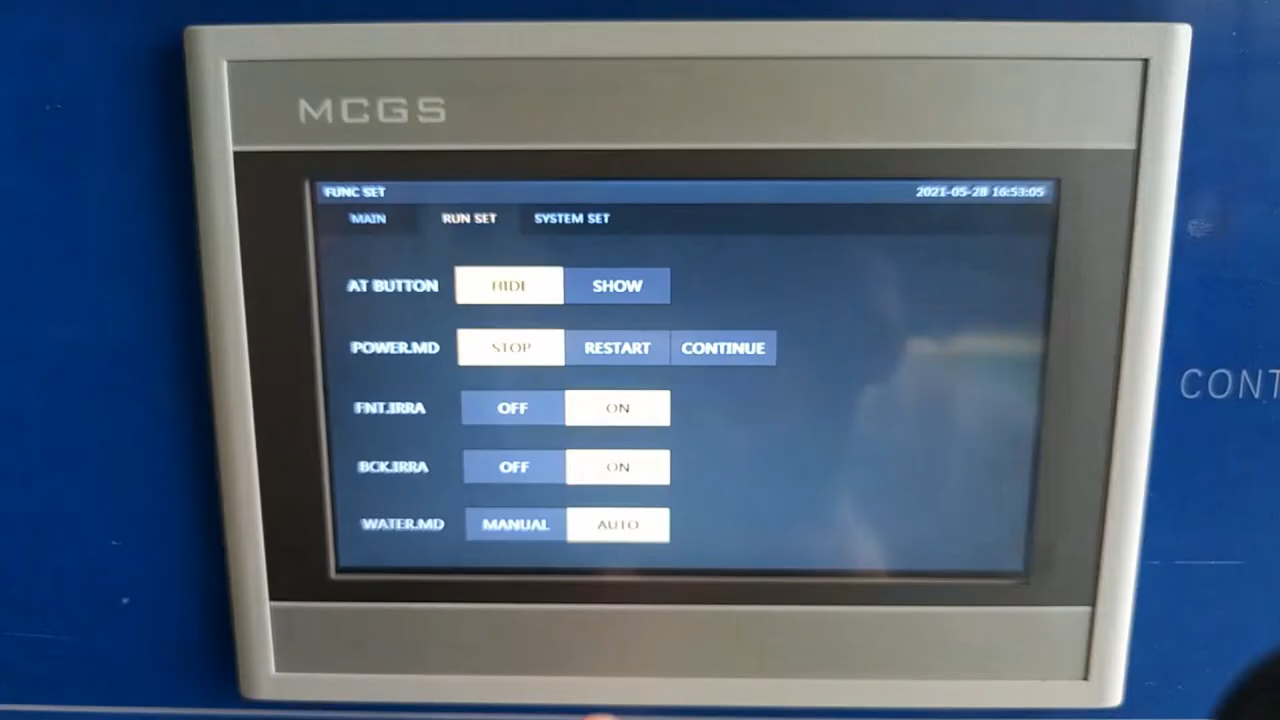 MCGS
FUNC SET 2021-05-28 16:53:05
MAIN RUN SET SYSTEM SET
AT BUTTON HIDE SHOW
POWER.MD STOP RESTART CONTINUE
FNT.IRRA OFF ON
BCK.IRRA OFF ON
WATER.MD MANUAL AUTO
CONT